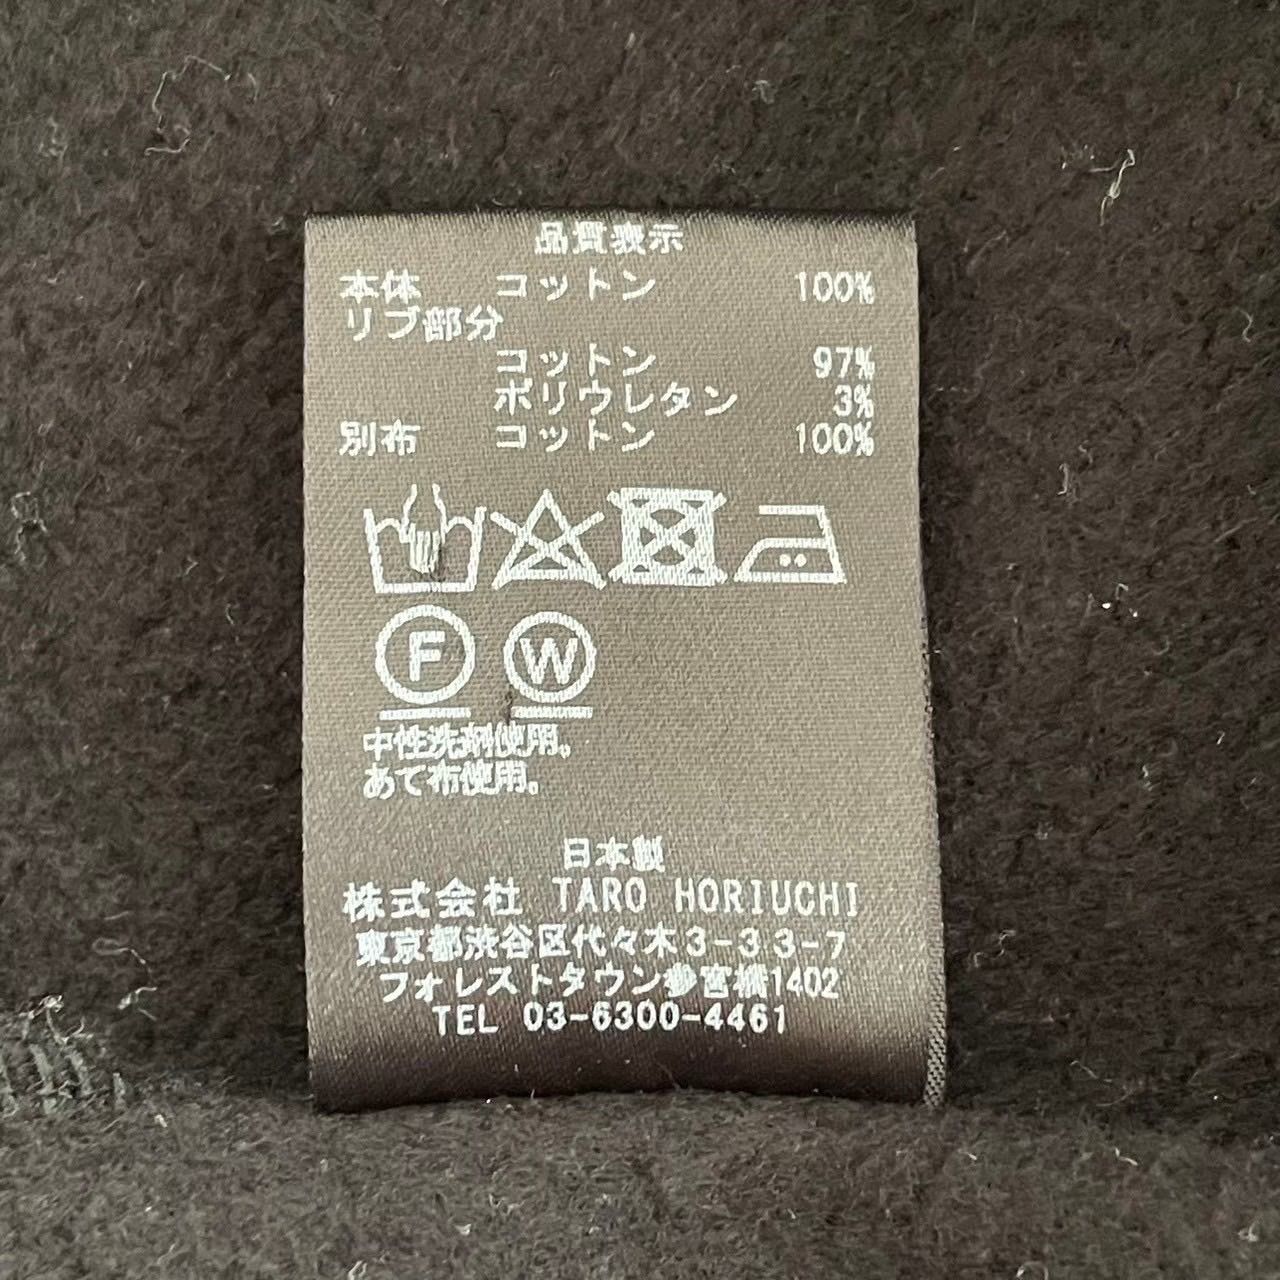 品質表示
本体 コットン 100%
リブ部分
コットン 97%
ポリウレタン 3%
別布 コットン 100%
F W
中性洗剤使用。
あて布使用。
日本製
株式会社 TARO HORIUCHI
東京都渋谷区代々木3-33-7
フォレストタウン参宮橋1402
TEL 03-6300-4461